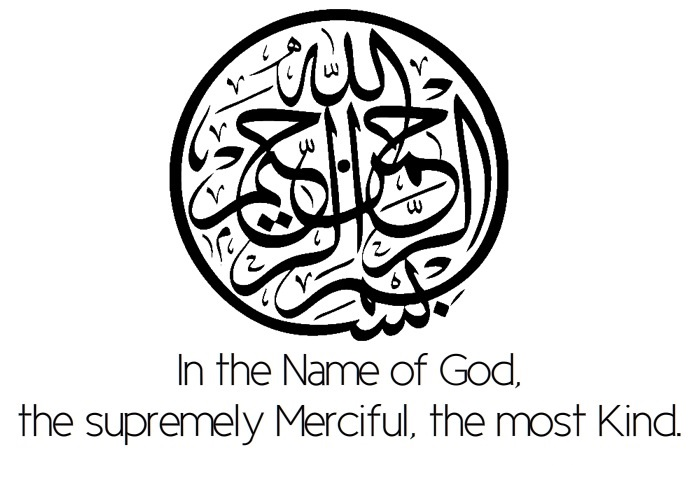 بسم الله الرحمن الرحيم
In the Name of God,
the supremely Merciful, the most Kind.